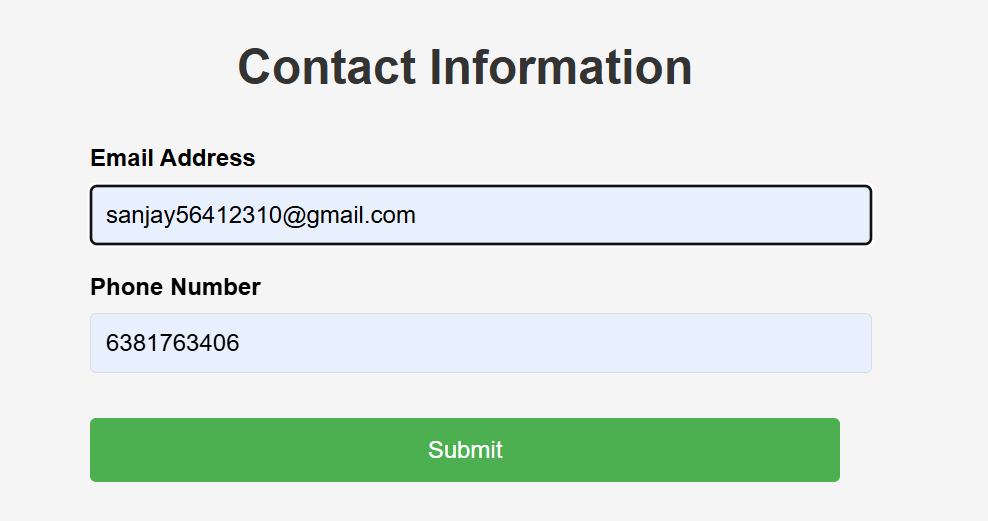 Contact Information
Email Address
sanjay56412310@gmail.com
Phone Number
6381763406
Submit